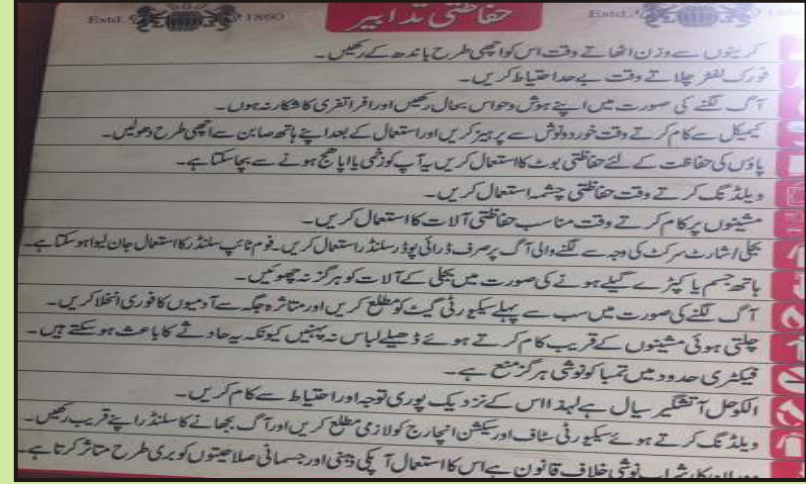 Estd. 1860
حفاظتی تدابیر
Estd.
کرینوں سے وزن اٹھاتے وقت اس کو اچھی طرح باندھ کے رکھیں۔
فورک لفٹر چلاتے وقت بے حد احتیاط کریں۔
آگ لگنے کی صورت میں اپنے ہوش و حواس بحال رکھیں اور افراتفری کا شکار نہ ہوں۔
کیمیکل سے کام کرتے وقت خوردونوش سے پرہیز کریں اور استعمال کے بعد اپنے ہاتھ صابن سے اچھی طرح دھولیں۔
پاؤں کی حفاظت کے لئے حفاظتی بوٹ کا استعمال کریں یہ آپ کو زخمی یا اپاھج ہونے سے بچا سکتا ہے۔
ویلڈنگ کرتے وقت حفاظتی چشمہ استعمال کریں۔
مشینوں پر کام کرتے وقت مناسب حفاظتی آلات کا استعمال کریں۔
بجلی / شارٹ سرکٹ کی وجہ سے لگنے والی آگ پر صرف ڈرائی پوڈر سلنڈر استعمال کریں۔ فوم ٹائپ سلنڈر کا استعمال جان لیوا ہو سکتا ہے۔
ہاتھ جسم یا کپڑے گیلے ہونے کی صورت میں بجلی کے آلات کو ہرگز نہ چھوئیں۔
آگ لگنے کی صورت میں سب سے پہلے سیکیورٹی گیٹ کو مطلع کریں اور متاثرہ جگہ سے آدمیوں کا فوری انخلا کریں۔
چلتی ہوئی مشینوں کے قریب کام کرتے ہوئے ڈھیلے لباس نہ پہنیں کیونکہ یہ حادثے کا باعث ہو سکتے ہیں۔
فیکٹری حدود میں تمباکو نوشی ہرگز منع ہے۔
الکوحل آتشگیر سیال ہے لہذا اس کے نزدیک پوری توجہ اور احتیاط سے کام کریں۔
ویلڈنگ کرتے ہوئے سیکیورٹی سٹاف اور سیکشن انچارج کو لازمی مطلع کریں اور آگ بجھانے کا سلنڈر اپنے قریب رکھیں۔
شراب نوشی خلاف قانون ہے اس کا استعمال آپکی ذہنی اور جسمانی صلاحیتوں کو بری طرح متاثر کرتا ہے۔